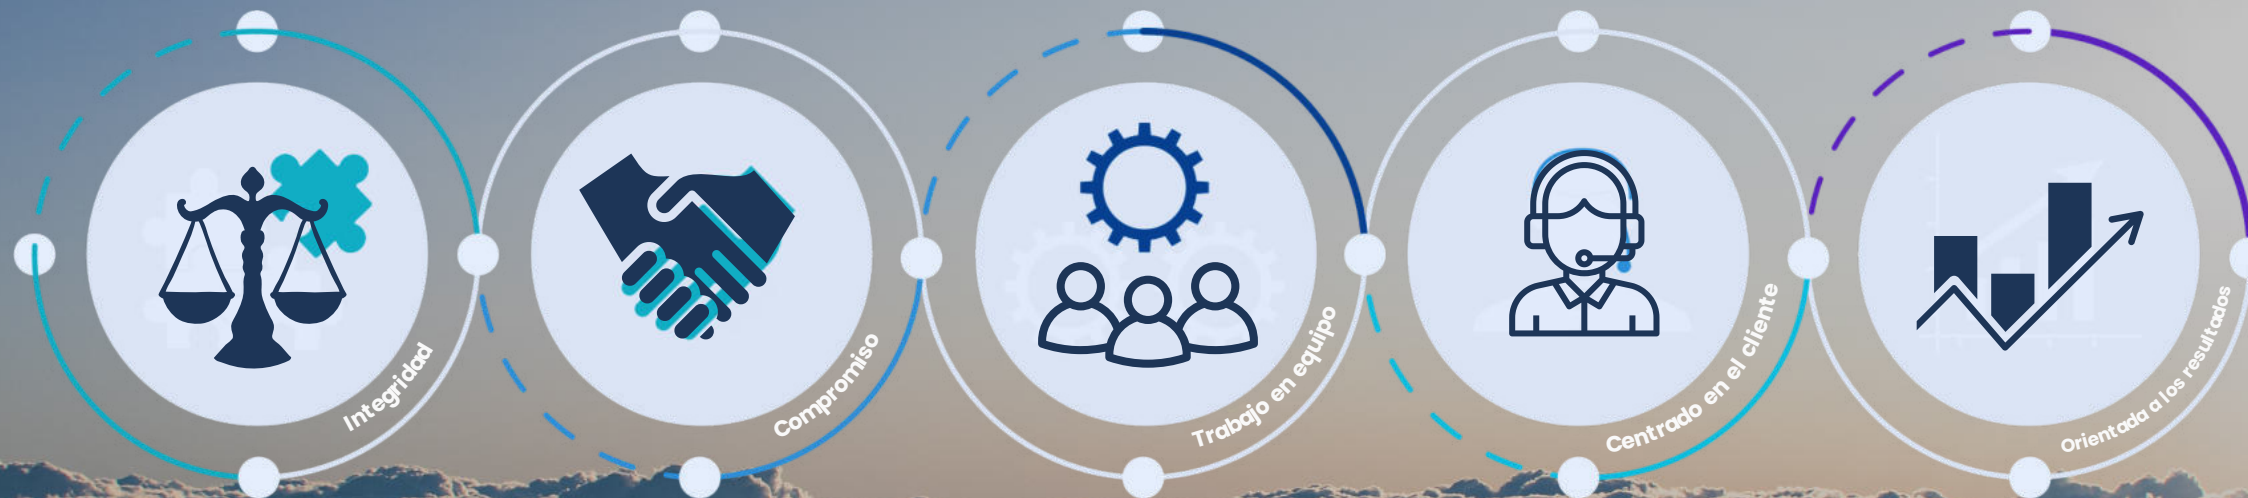 Integridad
Compromiso
Trabajo en equipo
Centrado en el cliente
Orientada a los resultados